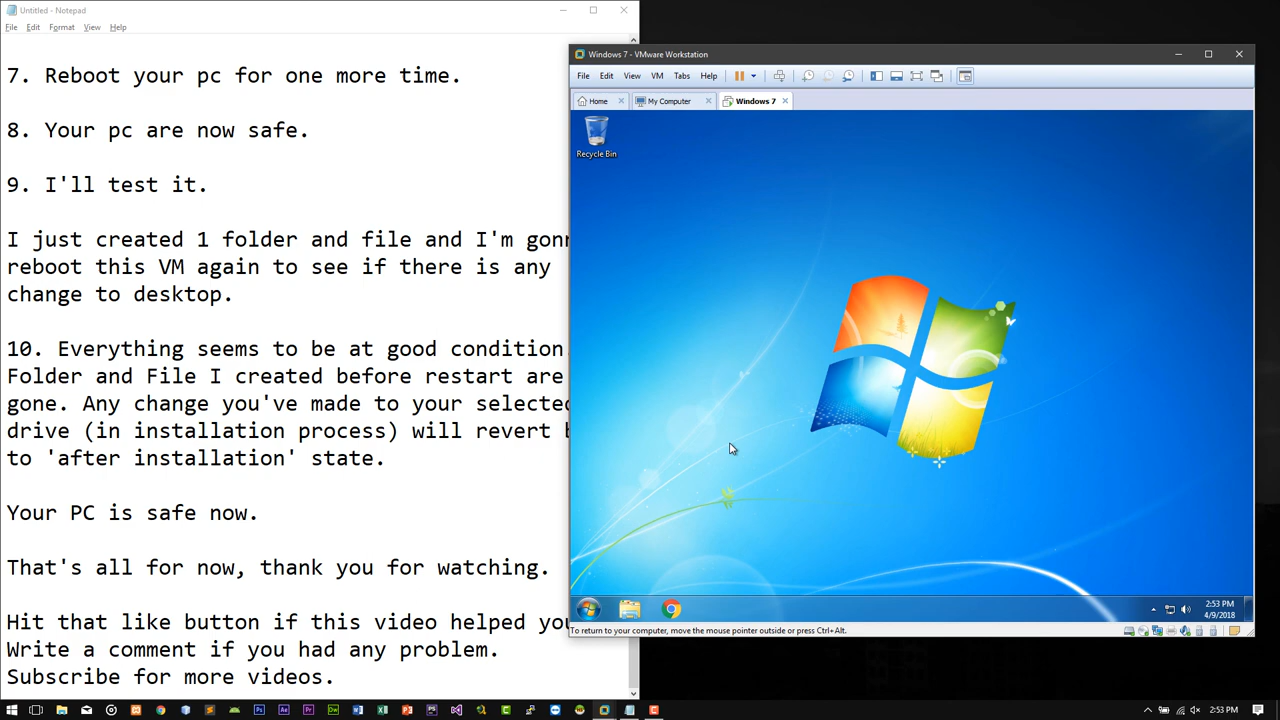 Untitled - Notepad
File Edit Format View Help
7. Reboot your pc for one more time.
8. Your pc are now safe.
9. I'll test it.
I just created 1 folder and file and I'm
reboot this VM again to see if there is any
change to desktop.
10. Everything seems to be at good condition.
Folder and File I created before restart are
gone. Any change you've made to your selected
drive (in installation process) will revert
to 'after installation' state.
Your PC is safe now.
That's all for now, thank you for watching.
Hit that like button if this video helped you
Write a comment if you had any problem.
Subscribe for more videos.
Windows 7 - VMware Workstation
File Edit View VM Tabs Help
Home My Computer Windows 7
Recycle Bin
2:53 PM
4/9/2018
To return to your computer, move the mouse pointer outside or press Ctrl+Alt.
2:53 PM